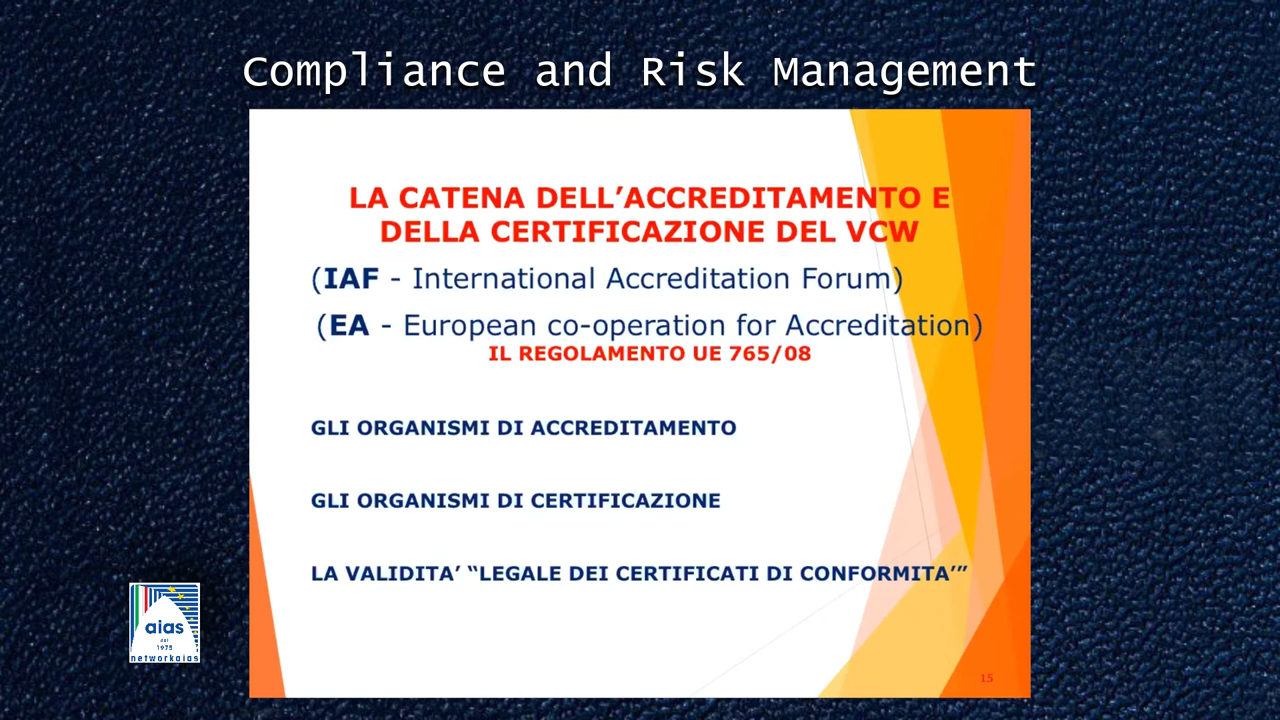 Compliance and Risk Management
LA CATENA DELL’ACCREDITAMENTO E
DELLA CERTIFICAZIONE DEL VCW
(IAF - International Accreditation Forum)
(EA - European co-operation for Accreditation)
IL REGOLAMENTO UE 765/08
GLI ORGANISMI DI ACCREDITAMENTO
GLI ORGANISMI DI CERTIFICAZIONE
LA VALIDITA’ “LEGALE DEI CERTIFICATI DI CONFORMITA’”
15
aias
dal
1975
networkaias